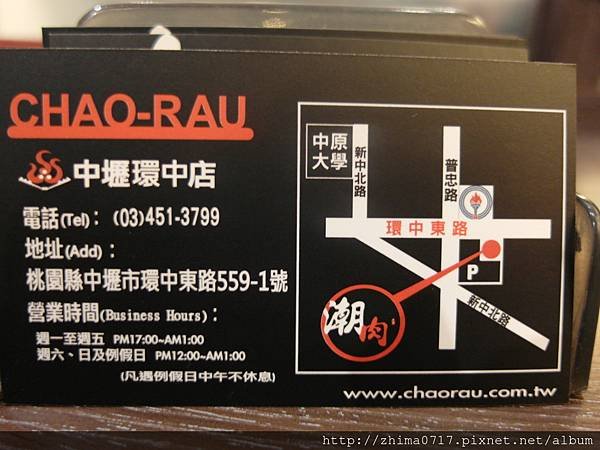 CHAO-RAU
中壢環中店
電話(Tel)： (03)451-3799
地址(Add)：
桃園縣中壢市環中東路559-1號
營業時間(Business Hours)：
週一至週五 PM17:00~AM1:00
週六、日及例假日 PM12:00~AM1:00
(凡遇例假日中午不休息)
中原
大學
新中北路
普忠路
環中東路
P
新中北路
潮肉
www.chaorau.com.tw
http://zhima0717.pixnet.net/album